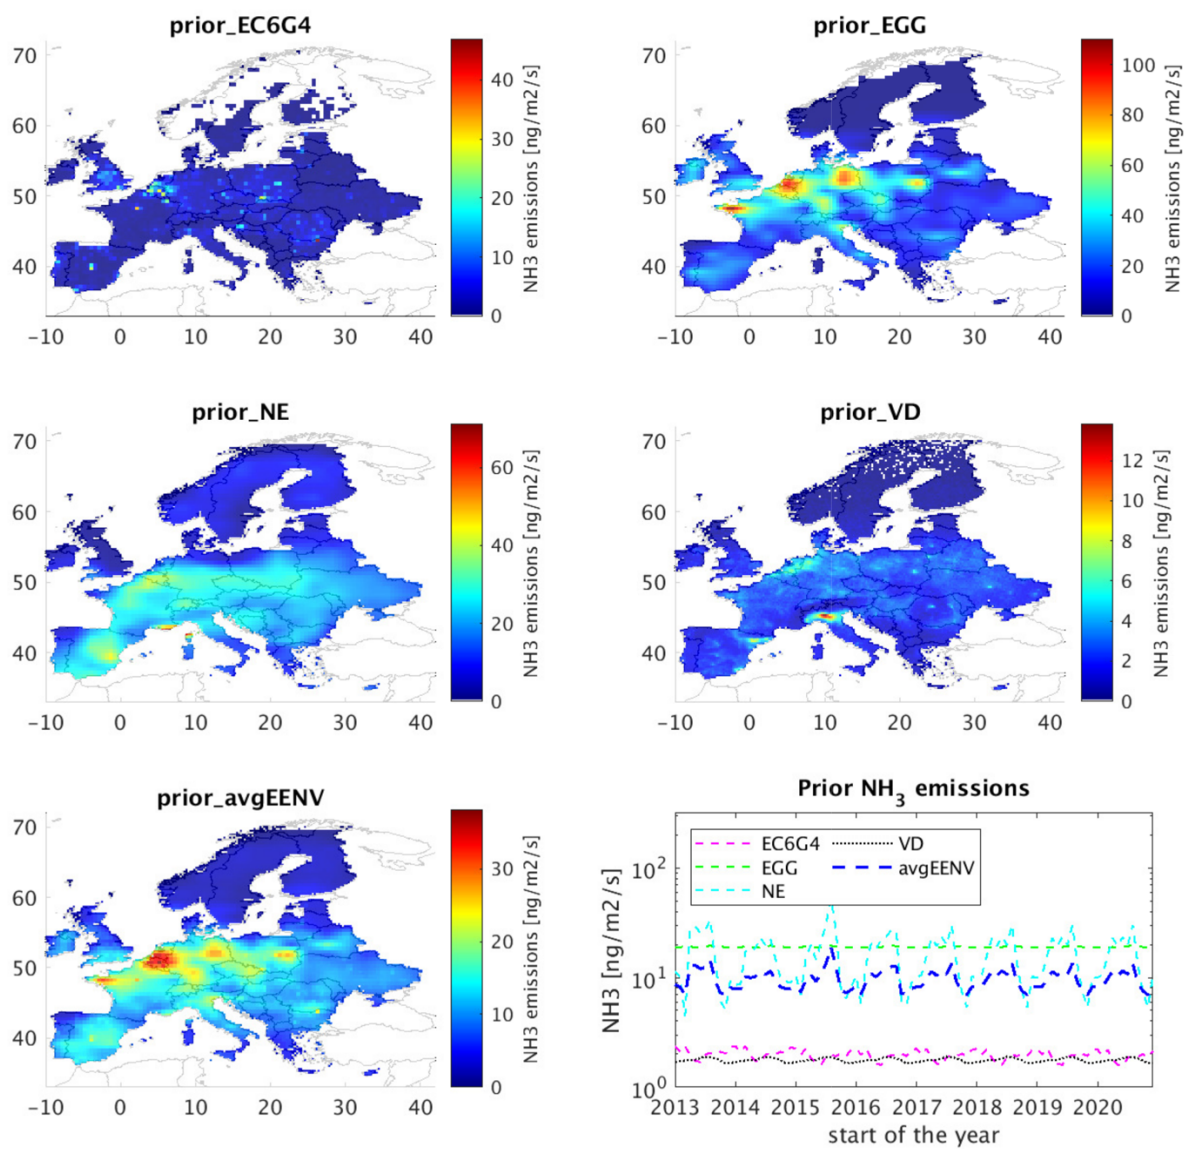 prior_EC6G4
70
60
50
40
-10 0 10 20 30 40
40
30
20
10
0
NH3 emissions [ng/m2/s]
prior_EGG
70
60
50
40
-10 0 10 20 30 40
100
80
60
40
20
0
NH3 emissions [ng/m2/s]
prior_NE
70
60
50
40
-10 0 10 20 30 40
60
40
20
0
NH3 emissions [ng/m2/s]
prior_VD
70
60
50
40
-10 0 10 20 30 40
12
10
8
6
4
2
0
NH3 emissions [ng/m2/s]
prior_avgEENV
70
60
50
40
-10 0 10 20 30 40
30
20
10
0
NH3 emissions [ng/m2/s]
Prior NH3 emissions
NH3 [ng/m2/s]
10^2
10^1
10^0
EC6G4 VD
EGG avgEENV
NE
2013 2014 2015 2016 2017 2018 2019 2020
start of the year